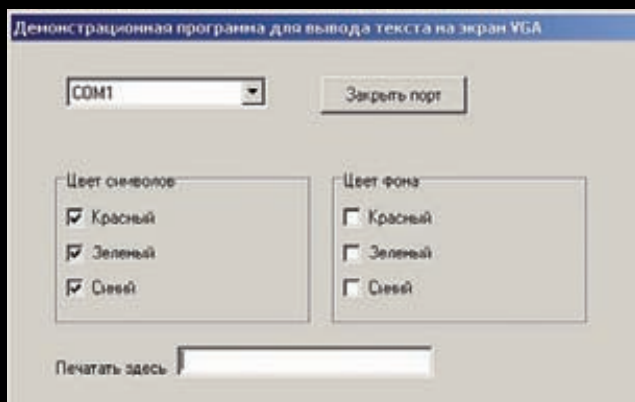 Демонстрационная программа для вывода текста на экран VGA
COM1
Закрыть порт
Цвет символов
Цвет фона
Красный
Красный
Зеленый
Зеленый
Синий
Синий
Печатать здесь